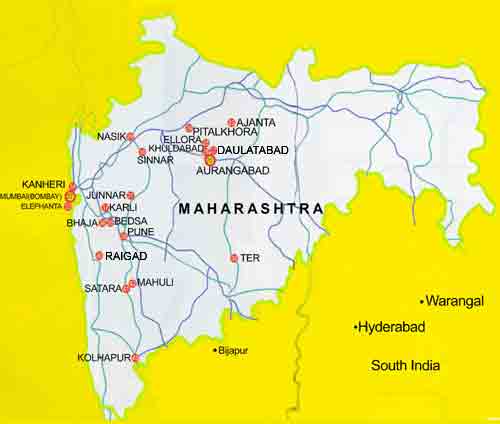 AJANTA
PITALKHORA
NASIK
ELLORA
KHULDABAD
DAULATABAD
SINNAR
AURANGABAD
KANHERI
MUMBAI(BOMBAY)
ELEPHANTA
JUNNAR
KARLI
MAHARASHTRA
BHAJA
BEDSA
PUNE
RAIGAD
TER
SATARA
MAHULI
Warangal
Hyderabad
KOLHAPUR
Bijapur
South India